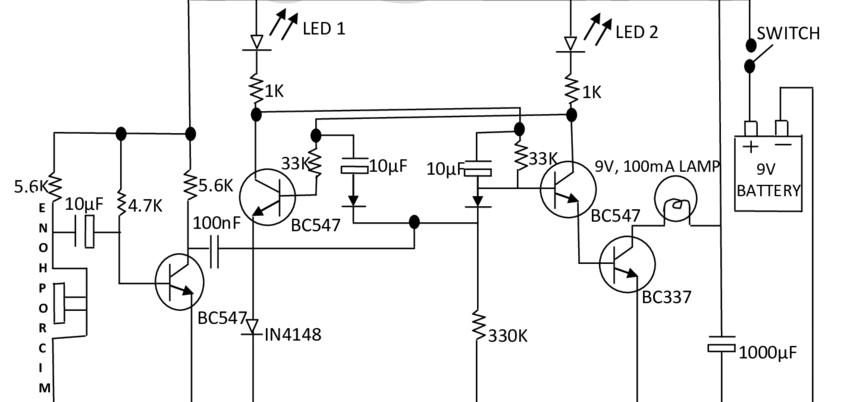 LED 1
LED 2
SWITCH
1K
1K
33K
10µF
10µF
33K
9V, 100mA LAMP
+ −
9V
BATTERY
5.6K
10µF
4.7K
5.6K
100nF
BC547
BC547
BC337
BC547
IN4148
330K
1000µF
E
N
O
H
P
O
R
C
I
M